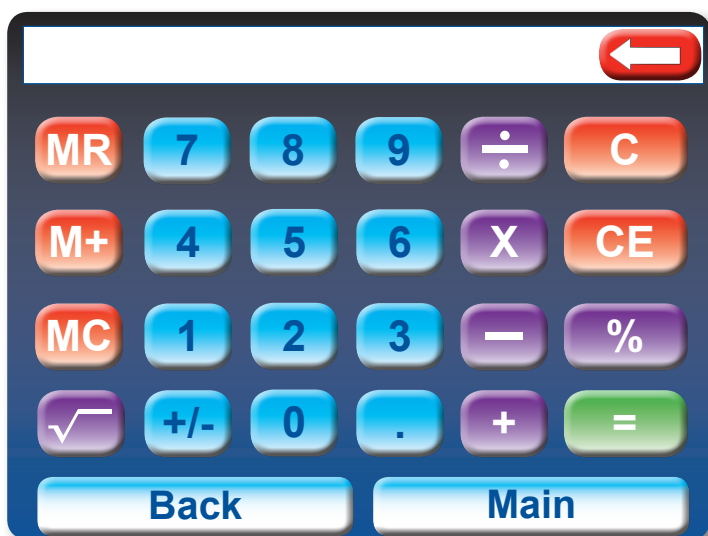 MR 7 8 9 ÷ C
M+ 4 5 6 X CE
MC 1 2 3 − %
√ +/- 0 . + =
Back Main